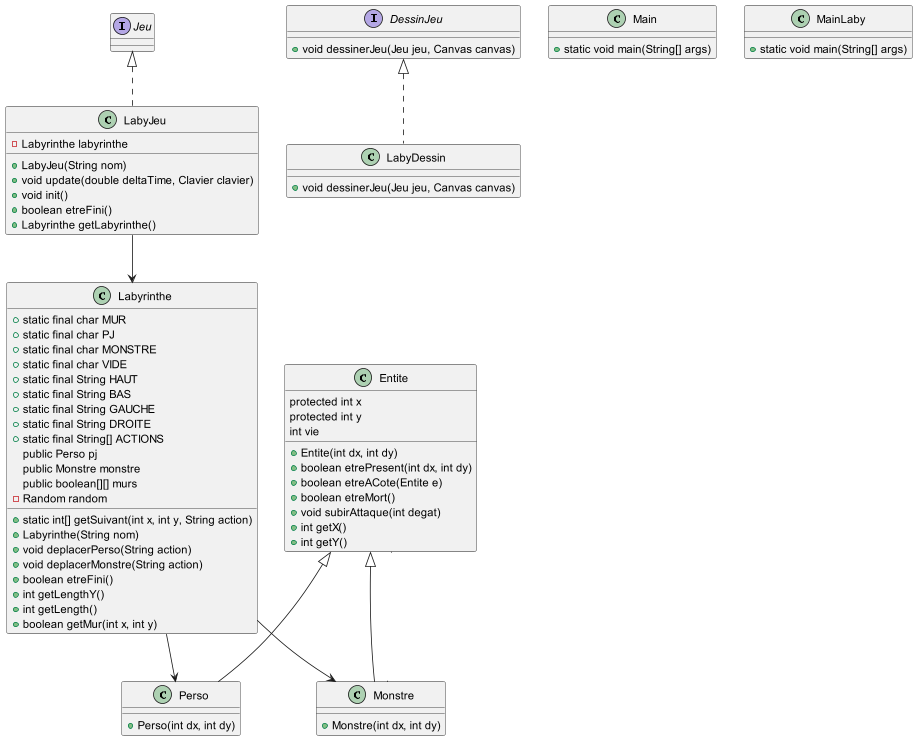 I Jeu
C LabyJeu
Labyrinthe labyrinthe
LabyJeu(String nom)
void update(double deltaTime, Clavier clavier)
void init()
boolean etreFini()
Labyrinthe getLabyrinthe()
I DessinJeu
void dessinerJeu(Jeu jeu, Canvas canvas)
C LabyDessin
void dessinerJeu(Jeu jeu, Canvas canvas)
C Main
static void main(String[] args)
C MainLaby
static void main(String[] args)
C Labyrinthe
static final char MUR
static final char PJ
static final char MONSTRE
static final char VIDE
static final String HAUT
static final String BAS
static final String GAUCHE
static final String DROITE
static final String[] ACTIONS
public Perso pj
public Monstre monstre
public boolean[][] murs
Random random
static int[] getSuivant(int x, int y, String action)
Labyrinthe(String nom)
void deplacerPerso(String action)
void deplacerMonstre(String action)
boolean etreFini()
int getLengthY()
int getLength()
boolean getMur(int x, int y)
C Entite
protected int x
protected int y
int vie
Entite(int dx, int dy)
boolean etrePresent(int dx, int dy)
boolean etreACote(Entite e)
boolean etreMort()
void subirAttaque(int degat)
int getX()
int getY()
C Perso
Perso(int dx, int dy)
C Monstre
Monstre(int dx, int dy)